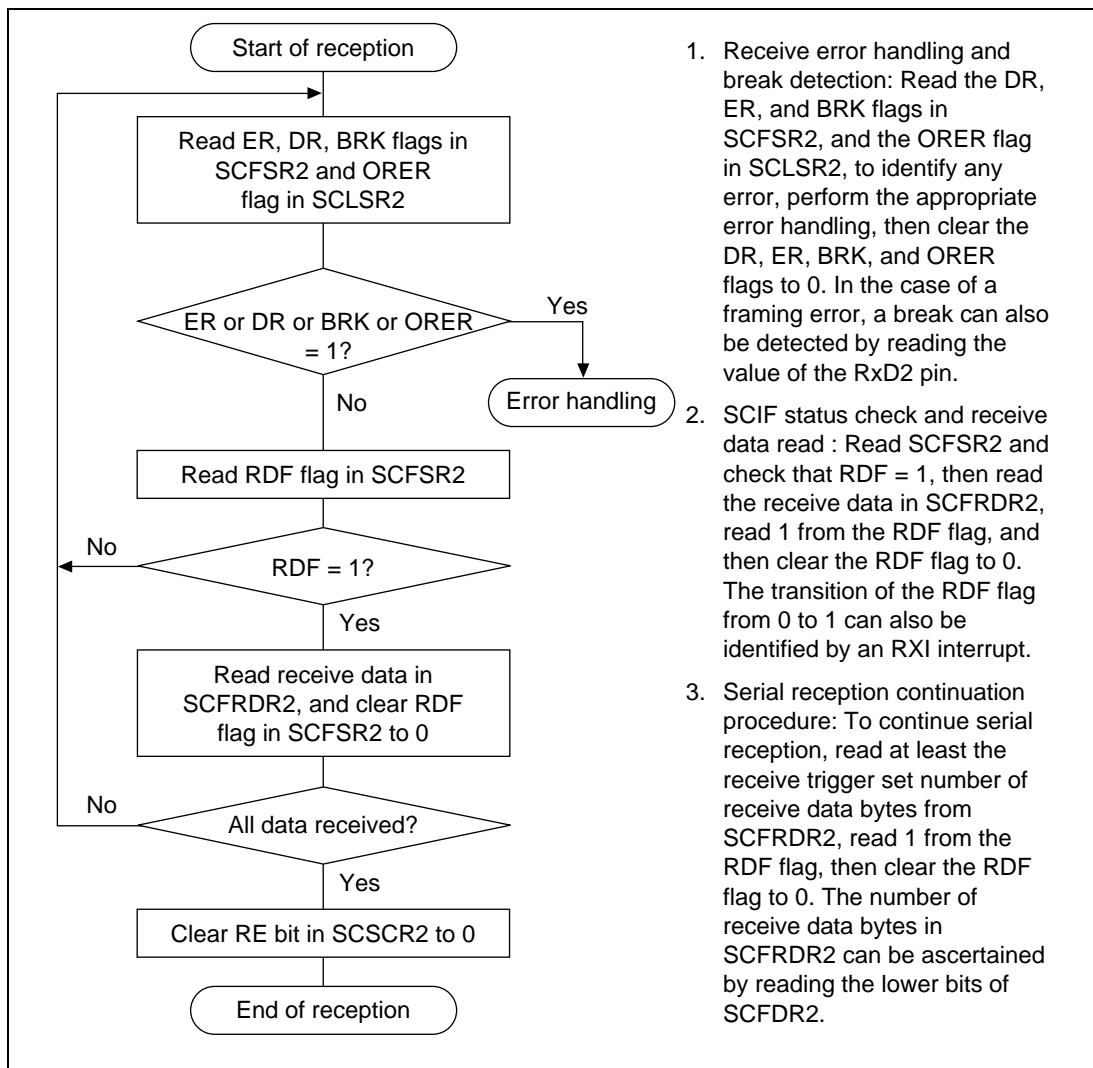 Start of reception
Read ER, DR, BRK flags in
SCFSR2 and ORER
flag in SCLSR2
ER or DR or BRK or ORER
= 1?
Yes
Error handling
No
Read RDF flag in SCFSR2
No
RDF = 1?
Yes
Read receive data in
SCFRDR2, and clear RDF
flag in SCFSR2 to 0
No
All data received?
Yes
Clear RE bit in SCSCR2 to 0
End of reception
1. Receive error handling and
break detection: Read the DR,
ER, and BRK flags in
SCFSR2, and the ORER flag
in SCLSR2, to identify any
error, perform the appropriate
error handling, then clear the
DR, ER, BRK, and ORER
flags to 0. In the case of a
framing error, a break can also
be detected by reading the
value of the RxD2 pin.
2. SCIF status check and receive
data read : Read SCFSR2 and
check that RDF = 1, then read
the receive data in SCFRDR2,
read 1 from the RDF flag, and
then clear the RDF flag to 0.
The transition of the RDF flag
from 0 to 1 can also be
identified by an RXI interrupt.
3. Serial reception continuation
procedure: To continue serial
reception, read at least the
receive trigger set number of
receive data bytes from
SCFRDR2, read 1 from the
RDF flag, then clear the RDF
flag to 0. The number of
receive data bytes in
SCFRDR2 can be ascertained
by reading the lower bits of
SCFDR2.